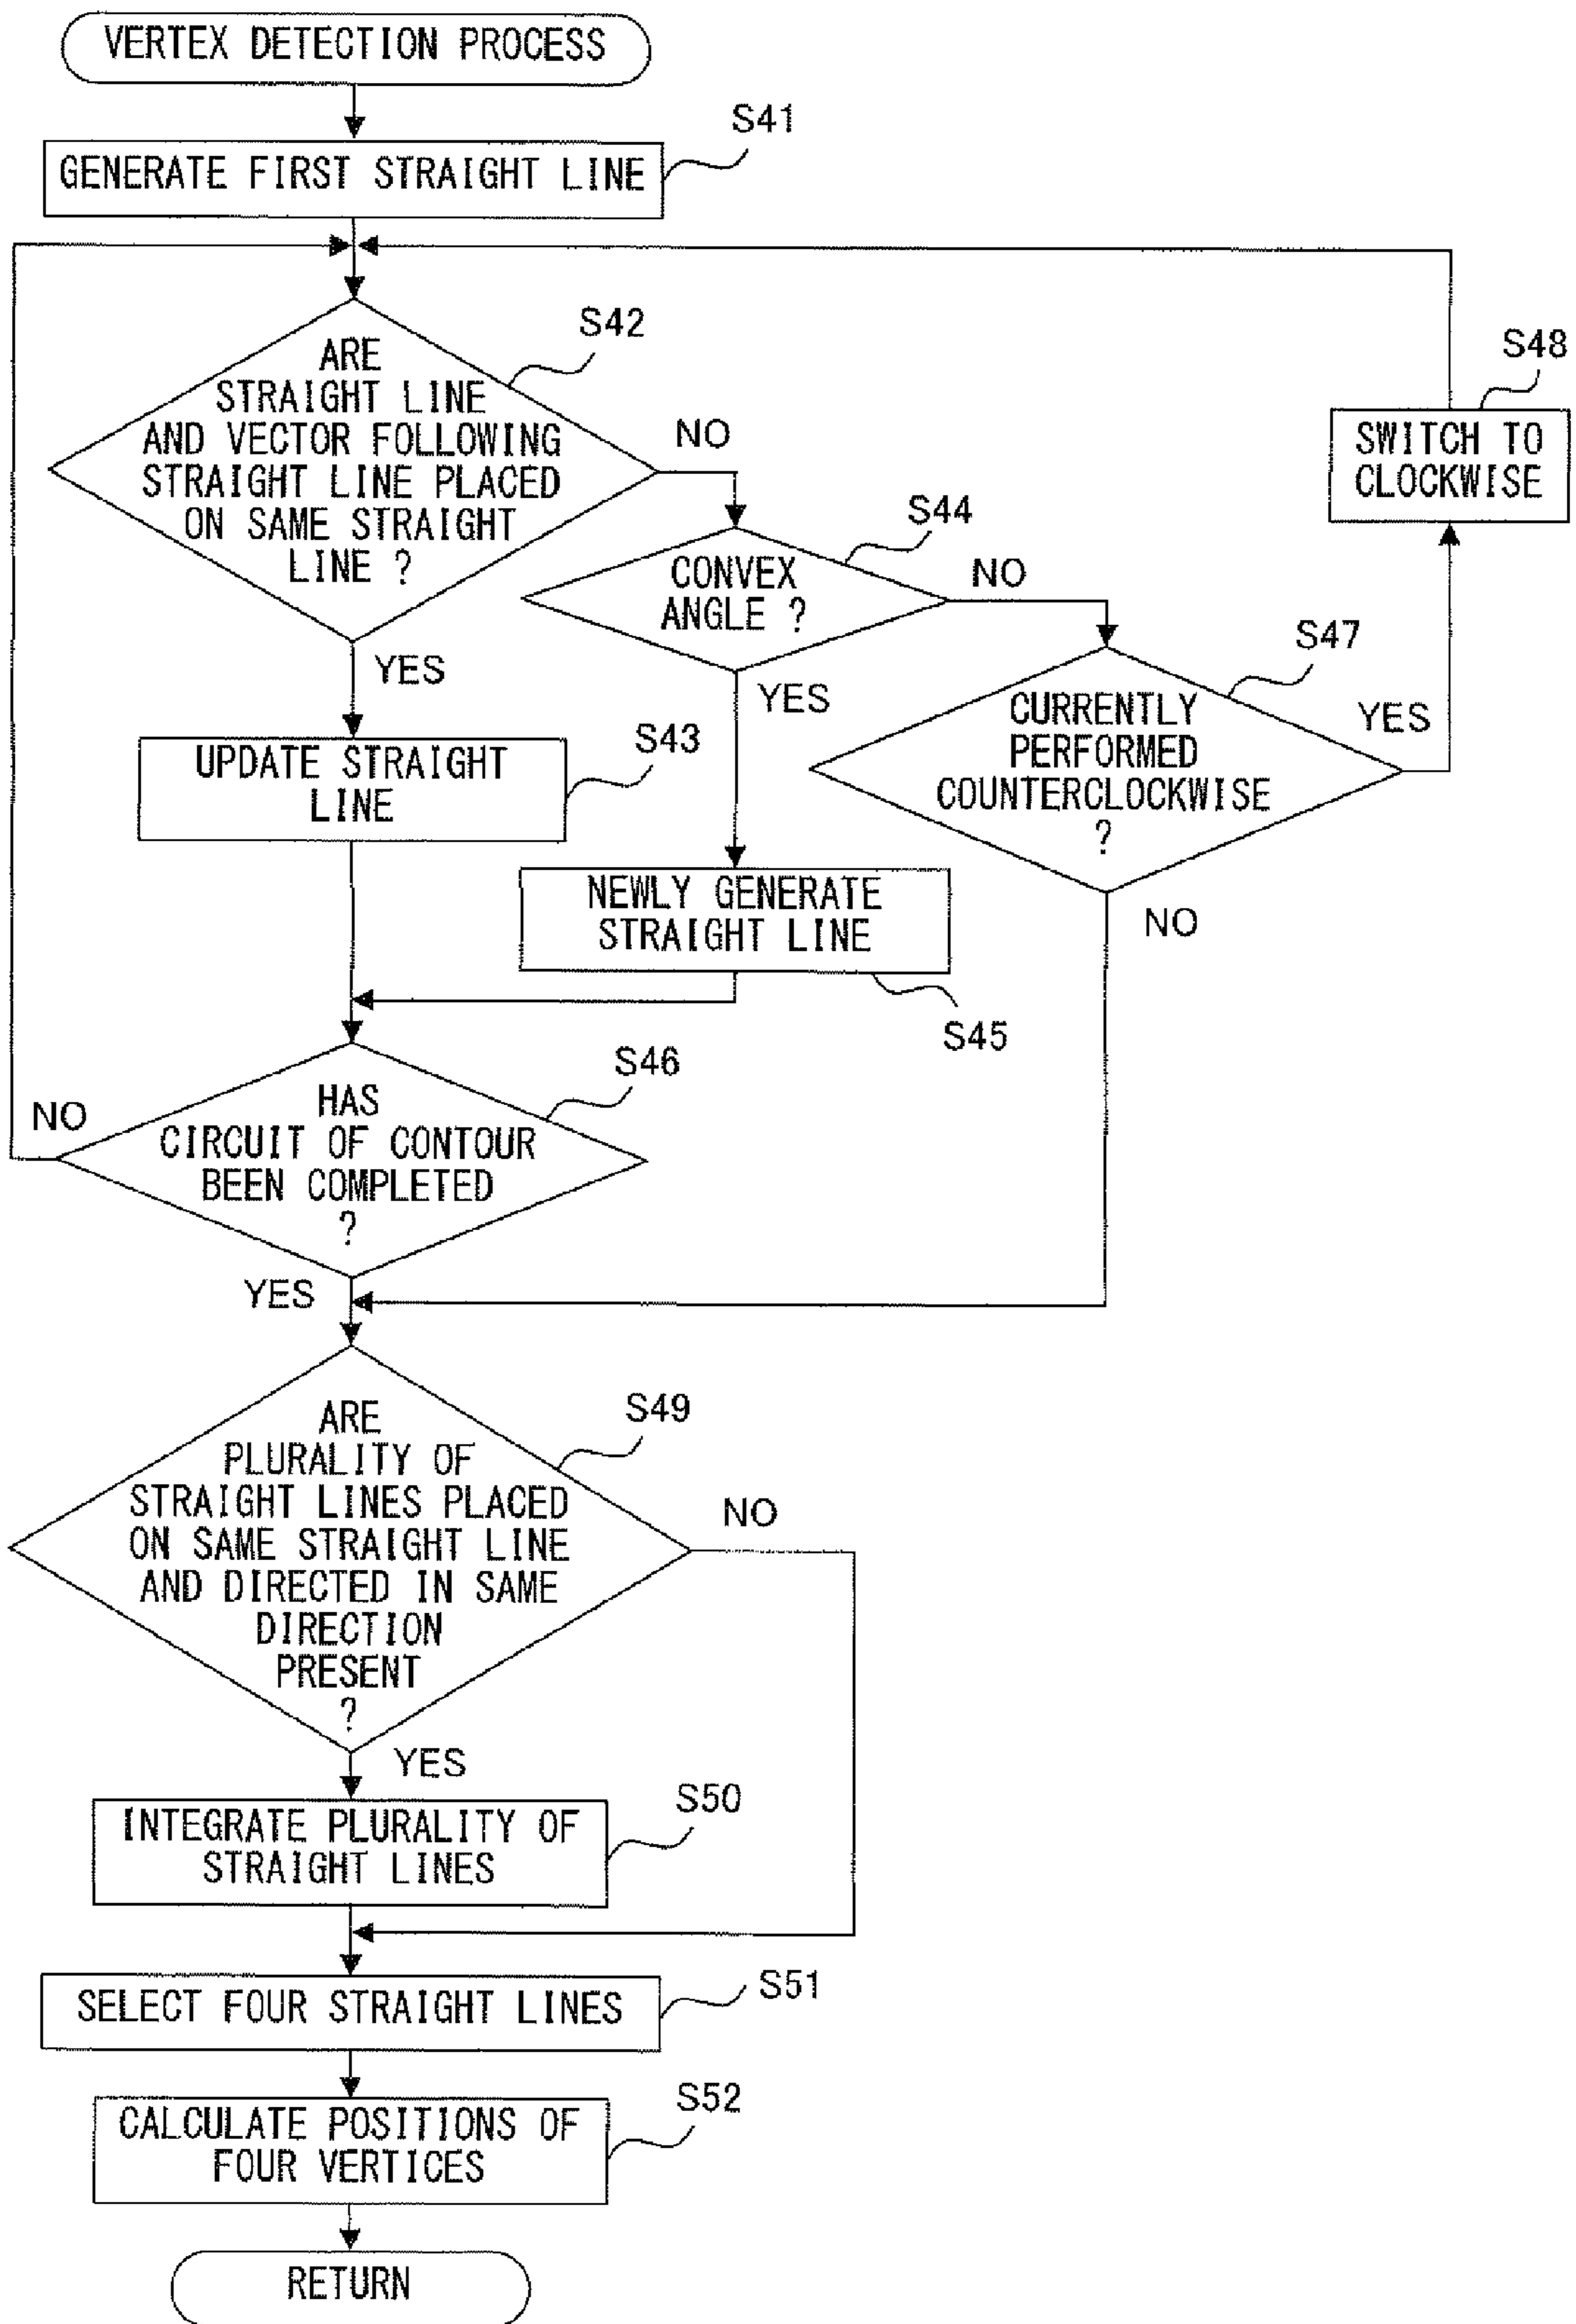 VERTEX DETECTION PROCESS
S41
GENERATE FIRST STRAIGHT LINE
S42
ARE
STRAIGHT LINE
AND VECTOR FOLLOWING
STRAIGHT LINE PLACED
ON SAME STRAIGHT
LINE ?
NO
YES
S48
SWITCH TO
CLOCKWISE
S44
CONVEX
ANGLE ?
NO
YES
S47
CURRENTLY
PERFORMED
COUNTERCLOCKWISE
?
YES
NO
S43
UPDATE STRAIGHT
LINE
NEWLY GENERATE
STRAIGHT LINE
S45
S46
HAS
CIRCUIT OF CONTOUR
BEEN COMPLETED
?
NO
YES
S49
ARE
PLURALITY OF
STRAIGHT LINES PLACED
ON SAME STRAIGHT LINE
AND DIRECTED IN SAME
DIRECTION
PRESENT
?
NO
YES
S50
INTEGRATE PLURALITY OF
STRAIGHT LINES
S51
SELECT FOUR STRAIGHT LINES
S52
CALCULATE POSITIONS OF
FOUR VERTICES
RETURN